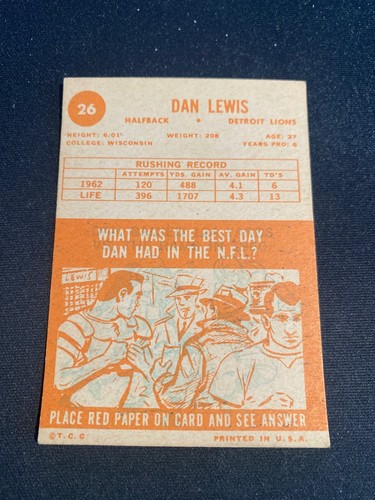 26
DAN LEWIS
HALFBACK • DETROIT LIONS
HEIGHT: 6.01" WEIGHT: 208 AGE: 27
COLLEGE: WISCONSIN YEARS PRO: 6
RUSHING RECORD
ATTEMPTS YDS. GAIN AV. GAIN TD'S
1962 120 488 4.1 6
LIFE 396 1707 4.3 13
WHAT WAS THE BEST DAY
DAN HAD IN THE N.F.L.?
LEWIS
PLACE RED PAPER ON CARD AND SEE ANSWER
©T.C.G PRINTED IN U.S.A.